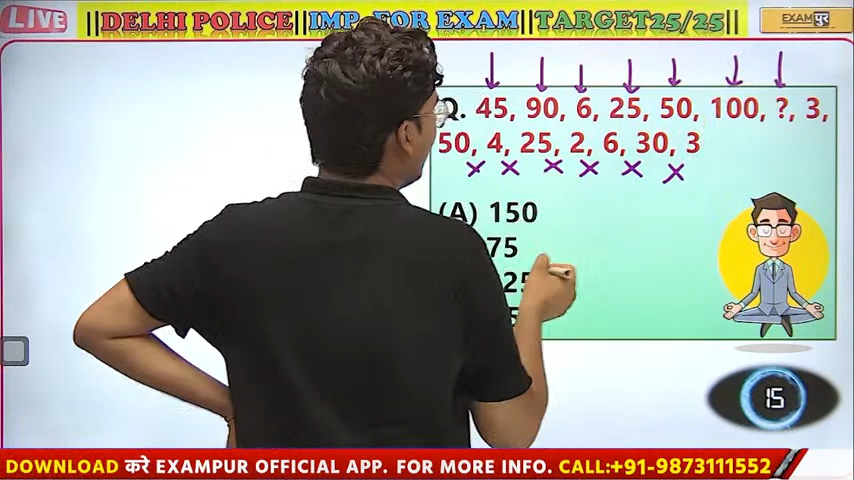 LIVE
||DELHI POLICE||IMP. FOR EXAM||TARGET25/25||
EXAMपुर
Q. 45, 90, 6, 25, 50, 100, ?, 3,
50, 4, 25, 2, 6, 30, 3
(A) 150
75
25
15
DOWNLOAD करे EXAMPUR OFFICIAL APP. FOR MORE INFO. CALL:+91-9873111552